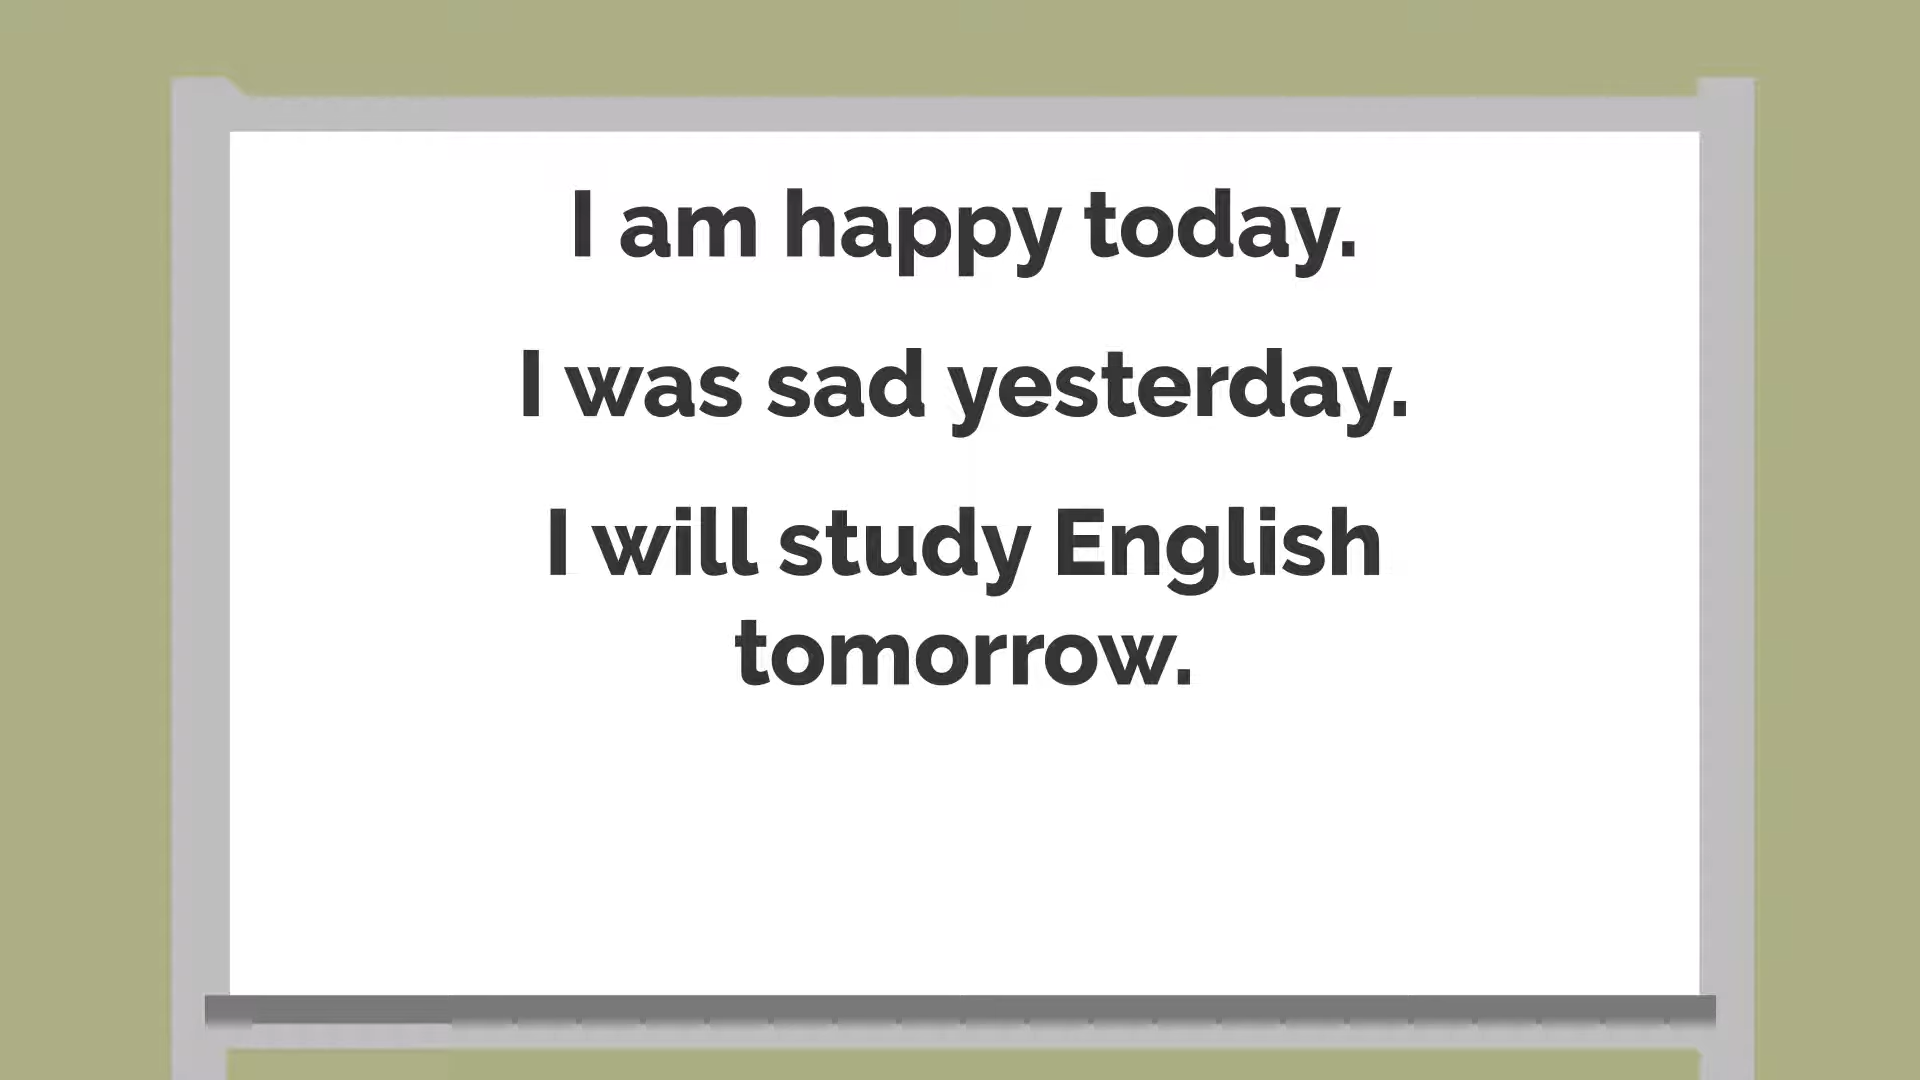 I am happy today.
I was sad yesterday.
I will study English
tomorrow.